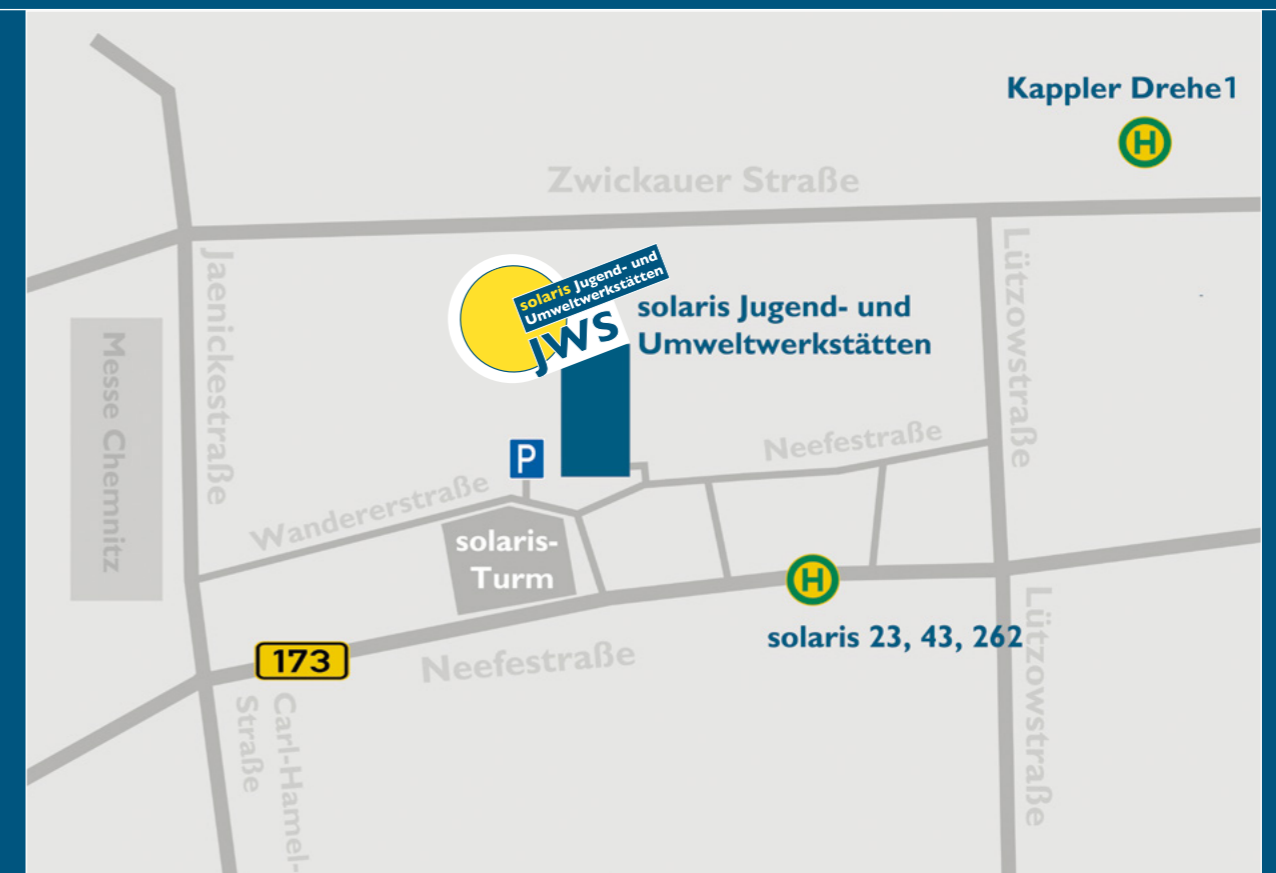 Kappler Drehe1
H
Zwickauer Straße
Jaenickestraße
Lützowstraße
solaris Jugend- und
Umweltwerkstätten
JWS
solaris Jugend- und
Umweltwerkstätten
Messe Chemnitz
P
Neefestraße
Wandererstraße
solaris-
Turm
H
solaris 23, 43, 262
173
Neefestraße
Lützowstraße
Carl-Hamel-
Straße